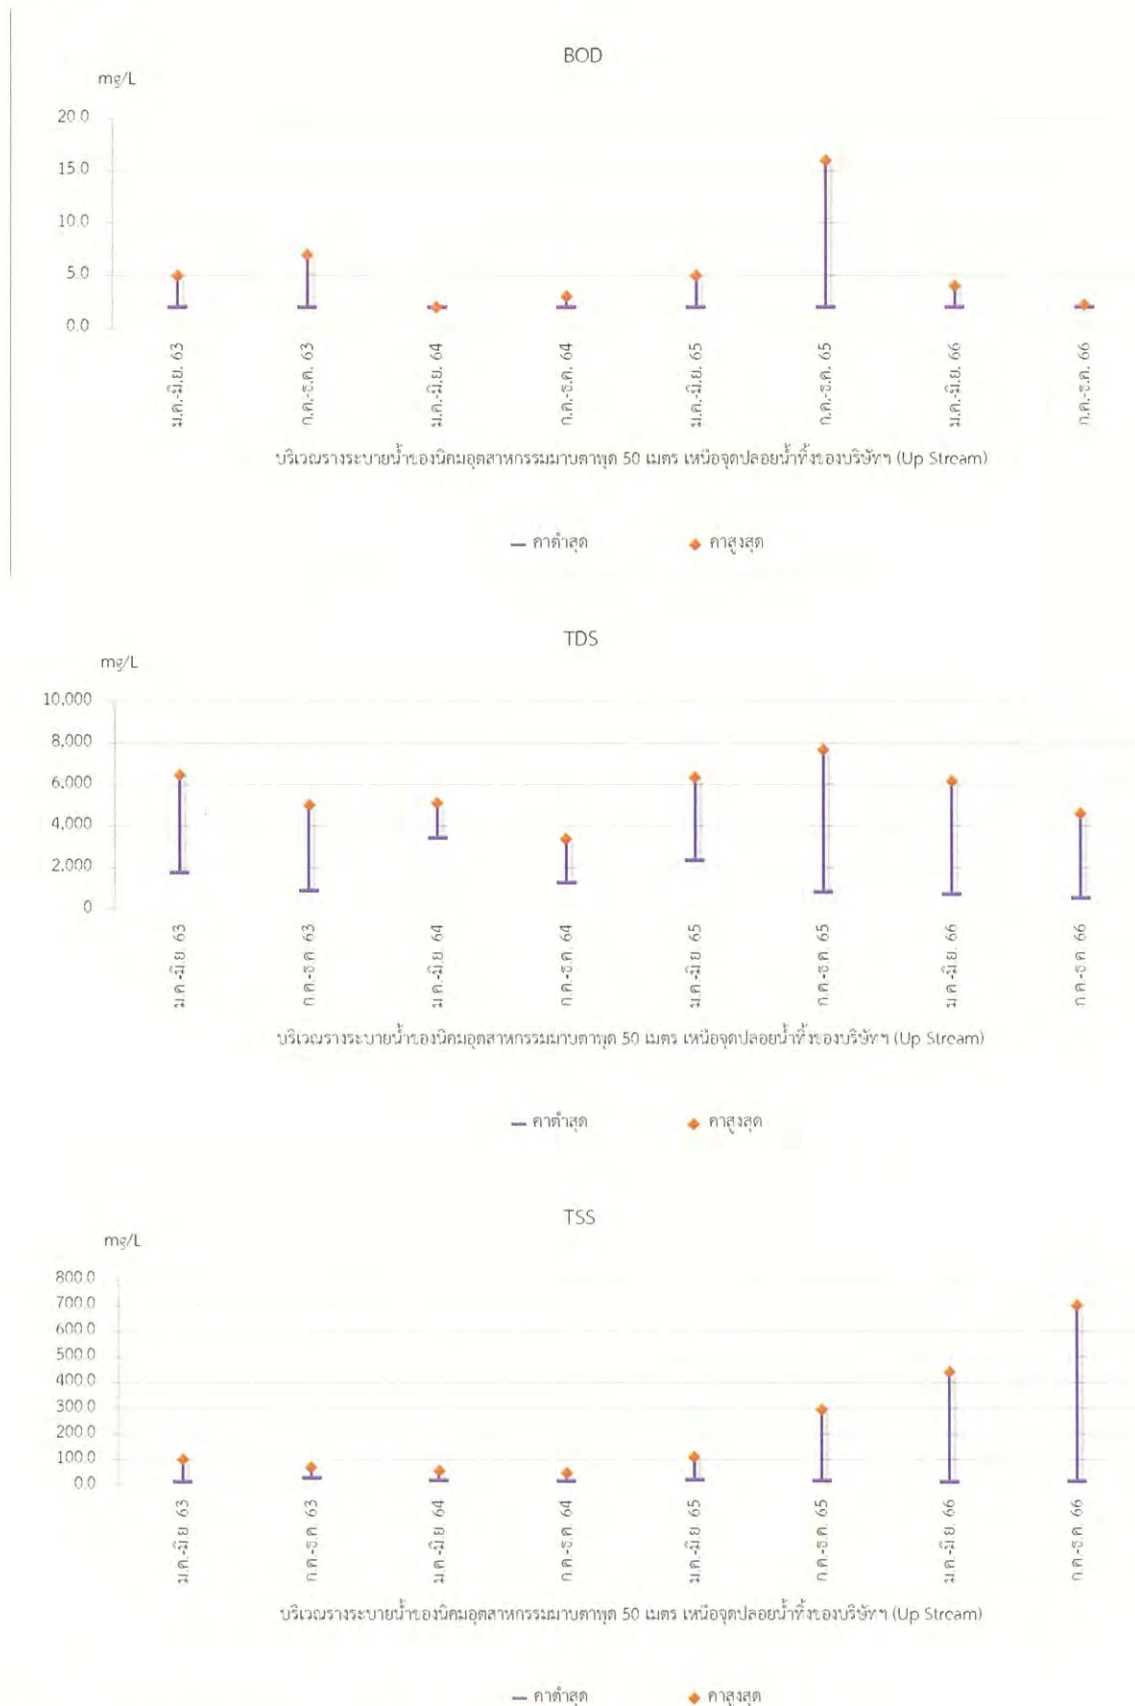 BOD
mg/L
20.0
15.0
10.0
5.0
0.0
ม.ค.-มิ.ย. 63
ก.ค.-ธ.ค. 63
ม.ค.-มิ.ย. 64
ก.ค.-ธ.ค. 64
ม.ค.-มิ.ย. 65
ก.ค.-ธ.ค. 65
ม.ค.-มิ.ย. 66
ก.ค.-ธ.ค. 66
บริเวณรางระบายน้ำของนิคมอุตสาหกรรมมาบตาพุด 50 เมตร เหนือจุดปล่อยน้ำทิ้งของบริษัทฯ (Up Stream)
ค่าต่ำสุด ค่าสูงสุด
TDS
mg/L
10,000
8,000
6,000
4,000
2,000
0
ม.ค.-มิ.ย. 63
ก.ค.-ธ.ค. 63
ม.ค.-มิ.ย. 64
ก.ค.-ธ.ค. 64
ม.ค.-มิ.ย. 65
ก.ค.-ธ.ค. 65
ม.ค.-มิ.ย. 66
ก.ค.-ธ.ค. 66
บริเวณรางระบายน้ำของนิคมอุตสาหกรรมมาบตาพุด 50 เมตร เหนือจุดปล่อยน้ำทิ้งของบริษัทฯ (Up Stream)
ค่าต่ำสุด ค่าสูงสุด
TSS
mg/L
800.0
700.0
600.0
500.0
400.0
300.0
200.0
100.0
0.0
ม.ค.-มิ.ย. 63
ก.ค.-ธ.ค. 63
ม.ค.-มิ.ย. 64
ก.ค.-ธ.ค. 64
ม.ค.-มิ.ย. 65
ก.ค.-ธ.ค. 65
ม.ค.-มิ.ย. 66
ก.ค.-ธ.ค. 66
บริเวณรางระบายน้ำของนิคมอุตสาหกรรมมาบตาพุด 50 เมตร เหนือจุดปล่อยน้ำทิ้งของบริษัทฯ (Up Stream)
ค่าต่ำสุด ค่าสูงสุด